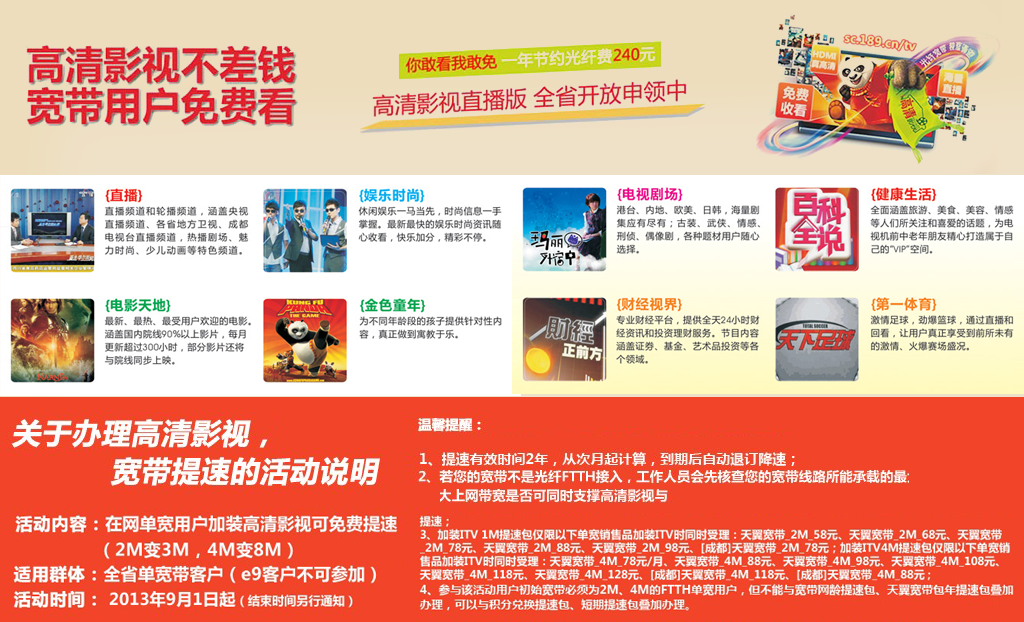 高清影视不差钱
宽带用户免费看
你敢看我敢免 一年节约光纤费240元
高清影视直播版 全省开放申领中
sc.189.cn/tv
HDMI
真高清
免费
收看
海量
直播
{直播}
直播频道和轮播频道，涵盖央视
直播频道、各省地方卫视、成都
电视台直播频道，热播剧场、魅
力时尚、少儿动画等特色频道。
{娱乐时尚}
休闲娱乐一马当先，时尚信息一手
掌握。最新最快的娱乐时尚资讯随
心收看，快乐加分，精彩不停。
{电视剧场}
港台、内地、欧美、日韩，海量剧
集应有尽有；古装、武侠、情感、
刑侦、偶像剧，各种题材用户随心
选择。
玛丽
外宿中
{健康生活}
全面涵盖旅游、美食、美容、情感
等人们所关注和喜爱的话题，为电
视机前中老年朋友精心打造属于自
己的“VIP”空间。
百科
全说
{电影天地}
最新、最热、最受用户欢迎的电影。
涵盖国内院线90%以上影片，每月
更新超过300小时，部分影片还将
与院线同步上映。
{金色童年}
为不同年龄段的孩子提供针对性内
容，真正做到寓教于乐。
KUNG FU
PANDA
THE GAME
{财经视界}
专业财经平台，提供全天24小时财
经资讯和投资理财服务。节目内容
涵盖证券、基金、艺术品投资等各
个领域。
財經
正前方
{第一体育}
激情足球，劲爆篮球，通过直播和
回看，让用户真正享受到前所未有
的激情、火爆赛场盛况。
TOTAL SOCCER
天下足球
关于办理高清影视，
宽带提速的活动说明
活动内容：在网单宽用户加装高清影视可免费提速
（2M变3M，4M变8M）
适用群体：全省单宽带客户（e9客户不可参加）
活动时间： 2013年9月1日起（结束时间另行通知）
温馨提醒：
1、提速有效时间2年，从次月起计算，到期后自动退订降速；
2、若您的宽带不是光纤FTTH接入，工作人员会先核查您的宽带线路所能承载的最
大上网带宽是否可同时支撑高清影视与
提速；
3、加装ITV 1M提速包仅限以下单宽销售品加装ITV时同时受理：天翼宽带_2M_58元、天翼宽带_2M_68元、天翼宽带
_2M_78元、天翼宽带_2M_88元、天翼宽带_2M_98元、[成都]天翼宽带_2M_78元；加装ITV4M提速包仅限以下单宽销
售品加装ITV时同时受理：天翼宽带_4M_78元/月、天翼宽带_4M_88元、天翼宽带_4M_98元、天翼宽带_4M_108元、
天翼宽带_4M_118元、天翼宽带_4M_128元、[成都]天翼宽带_4M_118元、[成都]天翼宽带_4M_88元；
4、参与该活动用户初始宽带必须为2M、4M的FTTH单宽用户，但不能与宽带网龄提速包、天翼宽带包年提速包叠加
办理，可以与积分兑换提速包、短期提速包叠加办理。